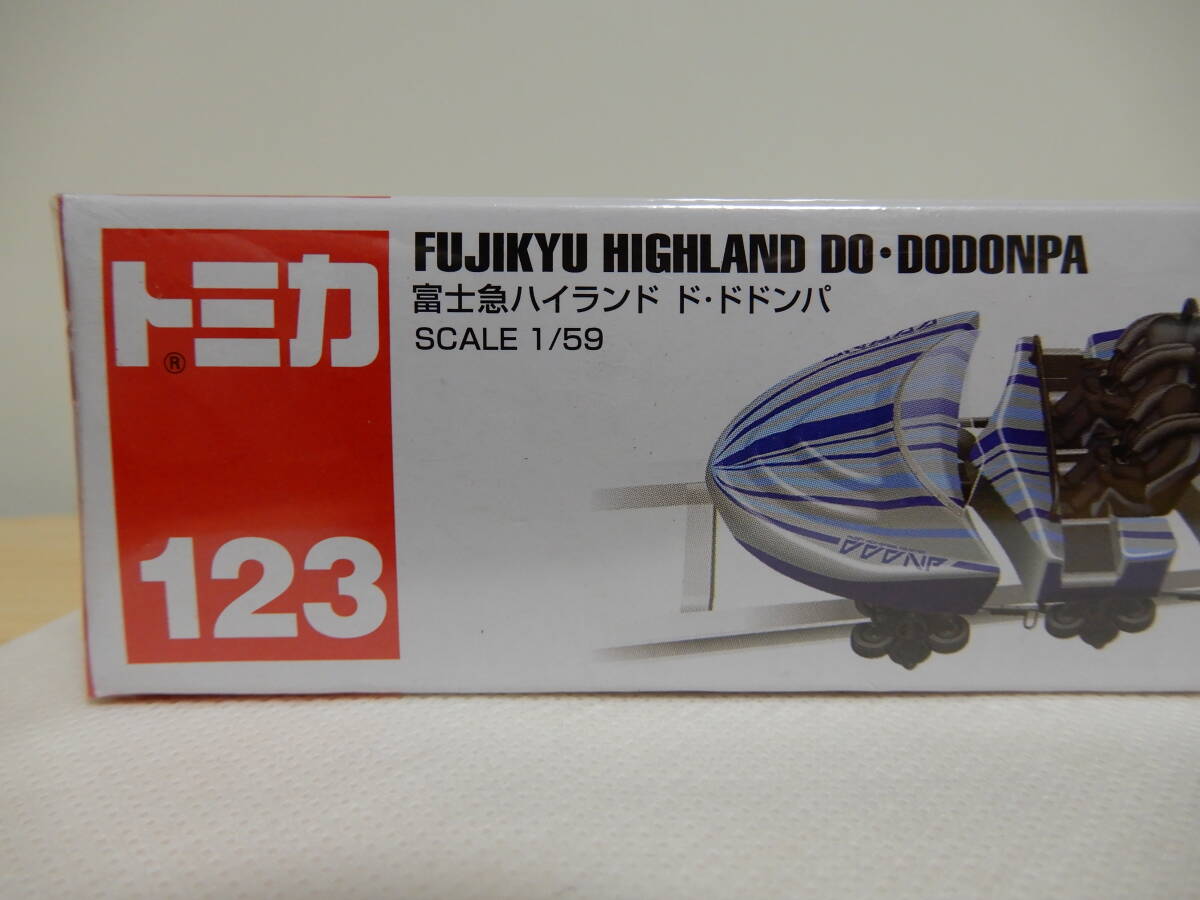 トミカ
®
123
FUJIKYU HIGHLAND DO・DODONPA
富士急ハイランド ド・ドドンパ
SCALE 1/59